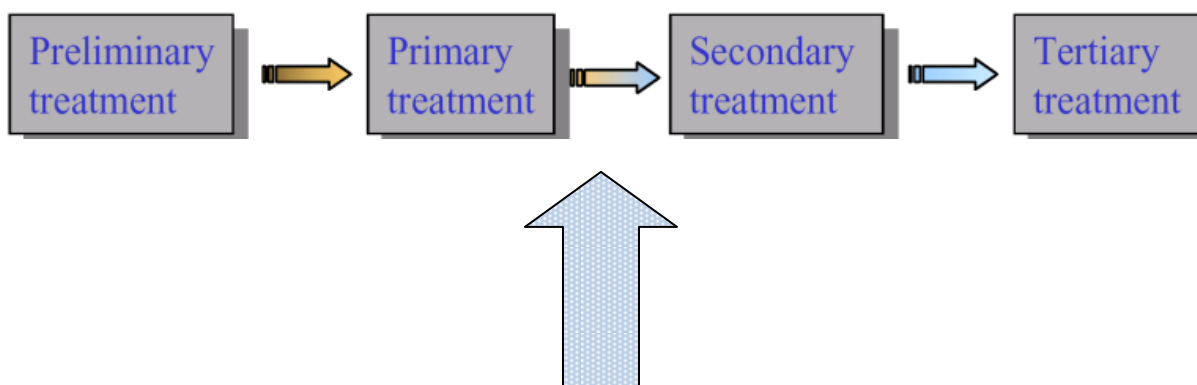 Preliminary
treatment
Primary
treatment
Secondary
treatment
Tertiary
treatment